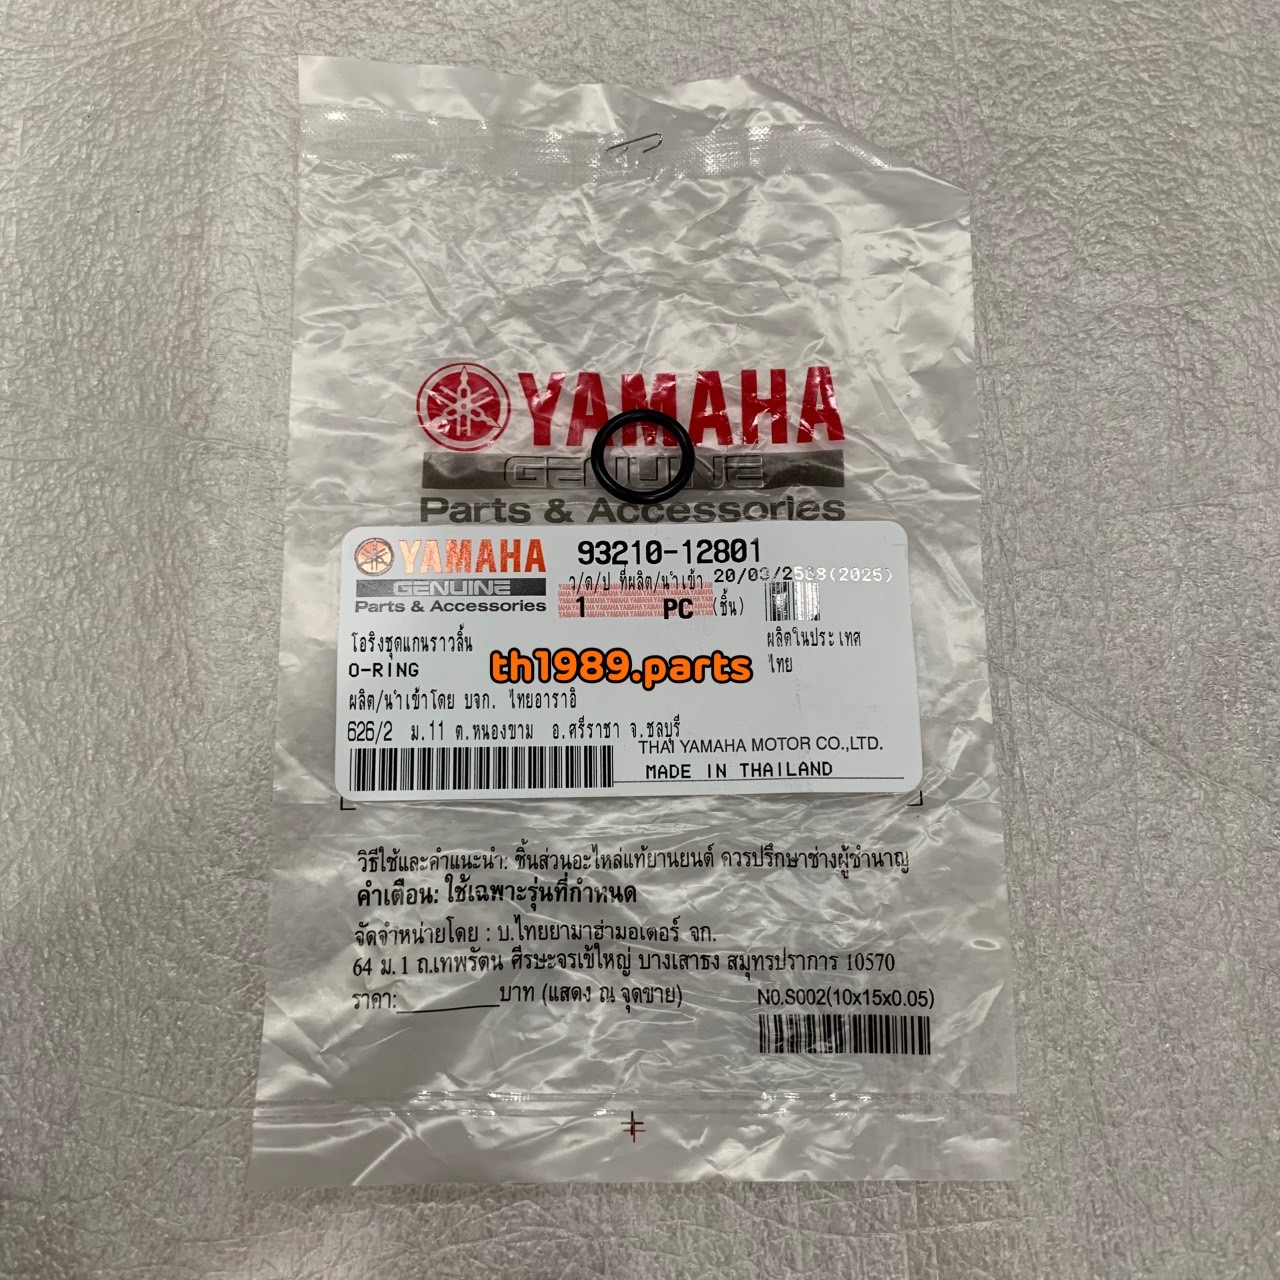 YAMAHA
GENUINE
Parts & Accessories
YAMAHA 93210-12801
GENUINE ว/ด/ป ที่ผลิต/นำเข้า 20/03/2568(2025)
Parts & Accessories 1 PC (ชิ้น)
โอริงชุดแกนราวลิ้น ผลิตในประเทศ
O-RING th1989.parts ไทย
ผลิต/นำเข้าโดย บจก. ไทยอาราอิ
626/2 ม.11 ต.หนองขาม อ.ศรีราชา จ.ชลบุรี
THAI YAMAHA MOTOR CO.,LTD.
MADE IN THAILAND
วิธีใช้และคำแนะนำ: ชิ้นส่วนอะไหล่แท้ยานยนต์ ควรปรึกษาช่างผู้ชำนาญ
คำเตือน: ใช้เฉพาะรุ่นที่กำหนด
จัดจำหน่ายโดย : บ.ไทยยามาฮ่ามอเตอร์ จก.
64 ม.1 ถ.เทพรัตน ศีรษะจรเข้ใหญ่ บางเสาธง สมุทรปราการ 10570
ราคา:________บาท (แสดง ณ จุดขาย) NO.S002(10x15x0.05)